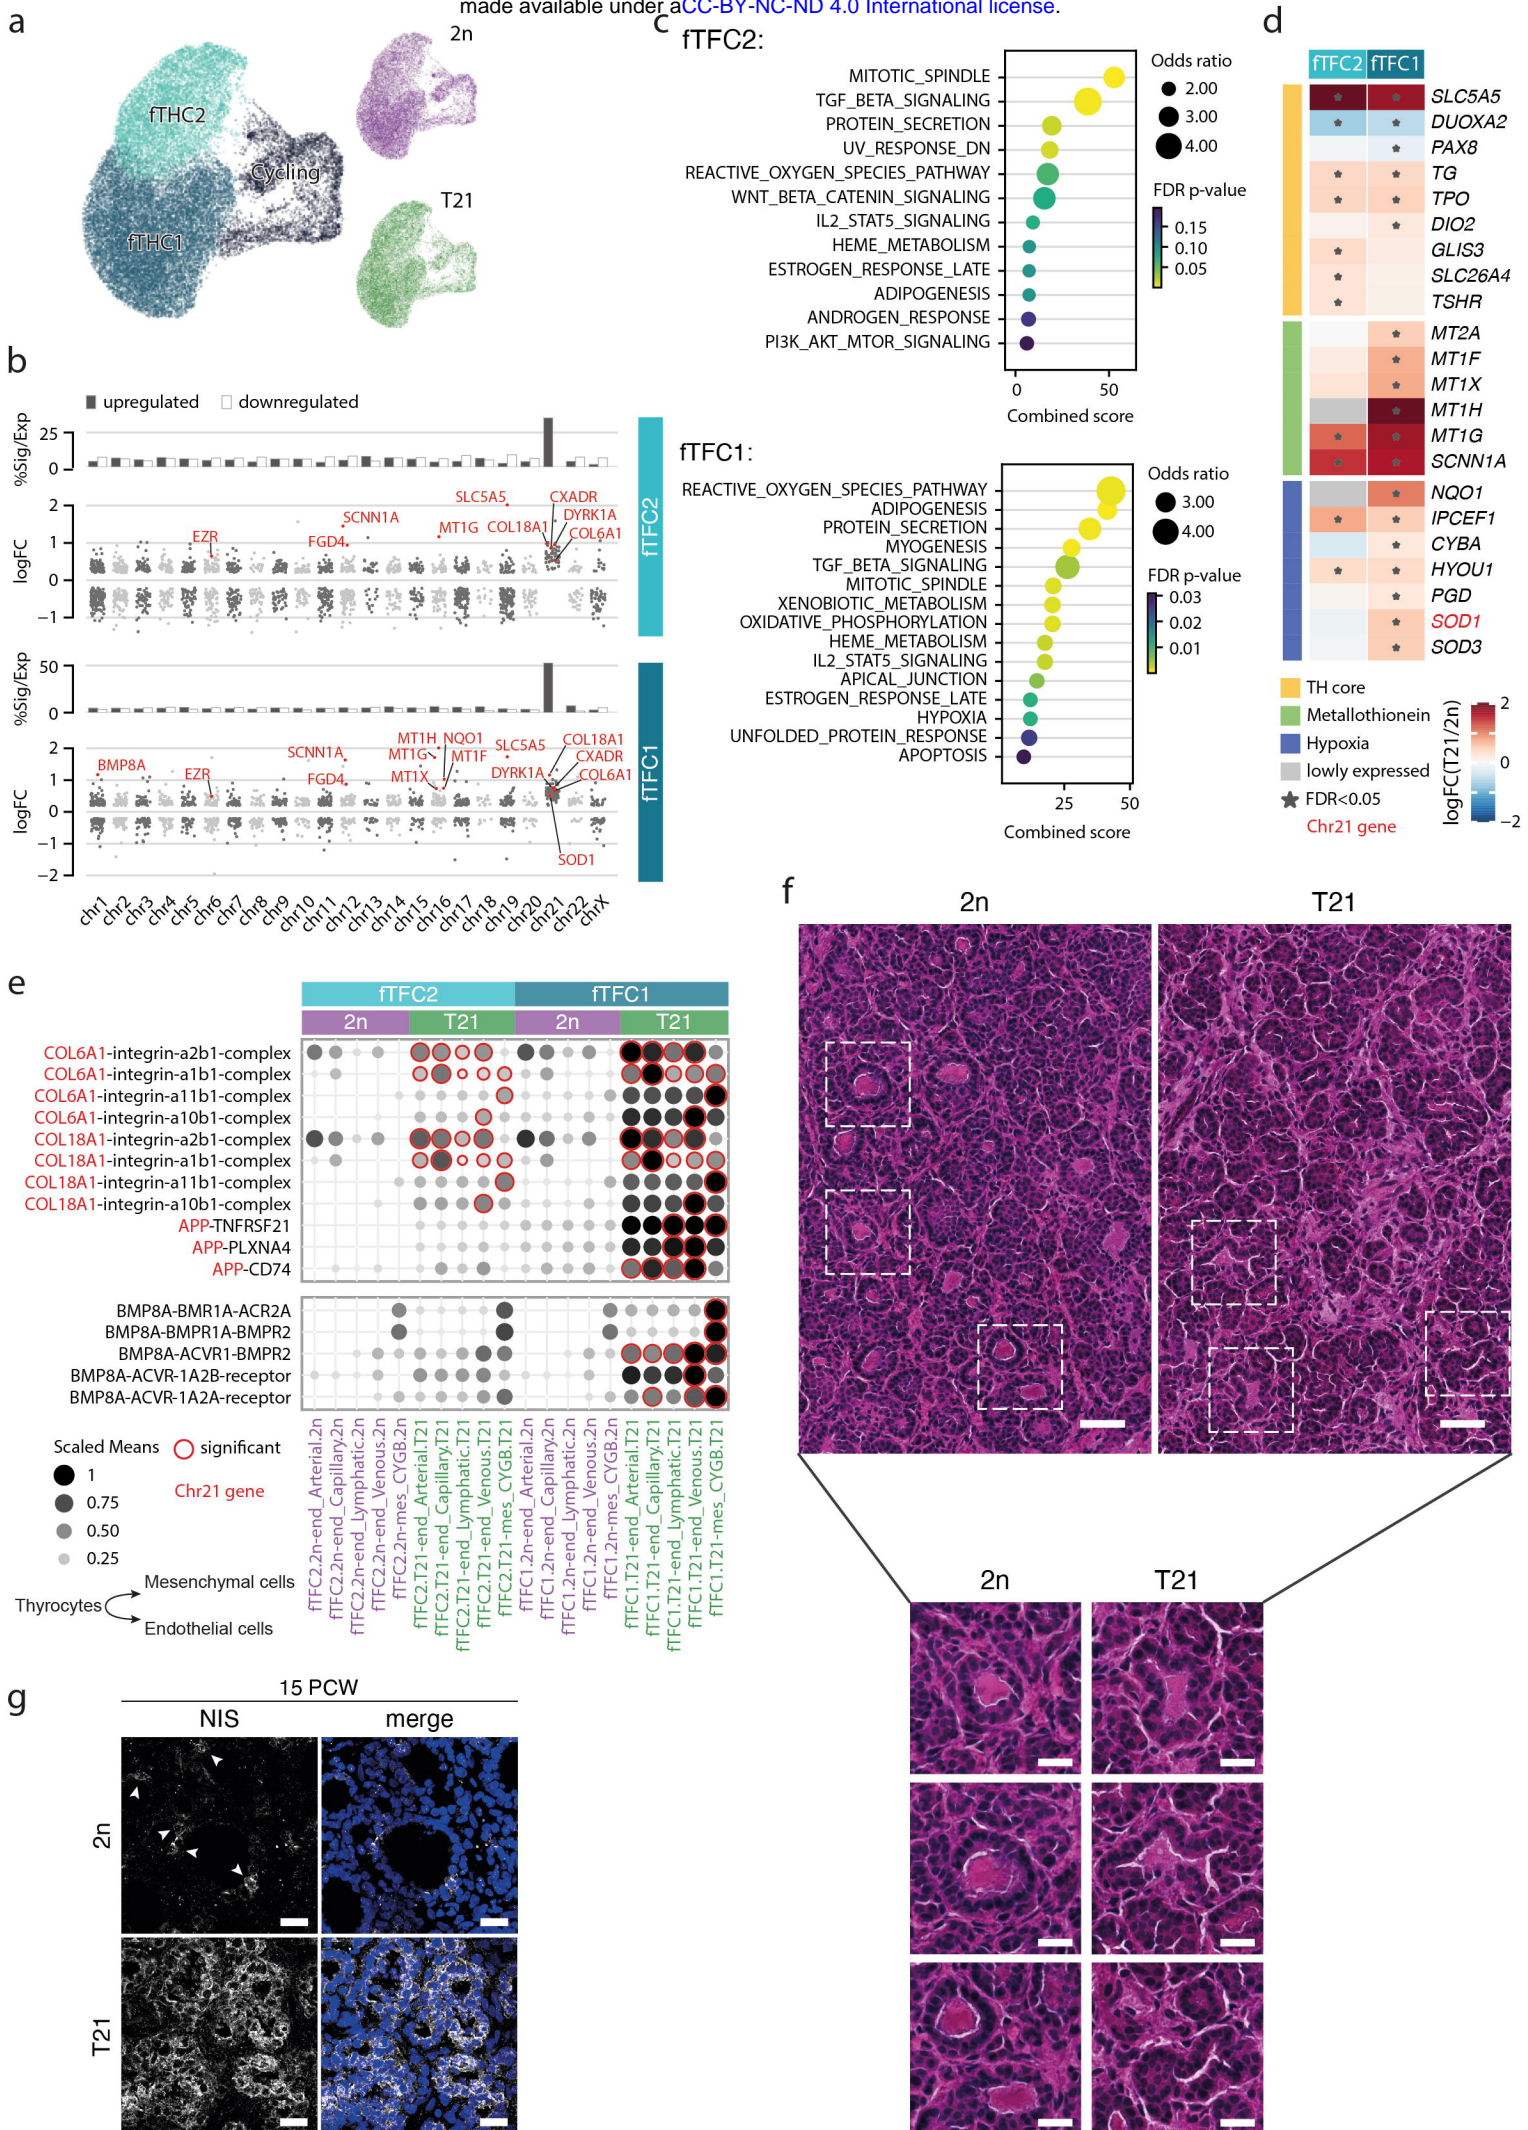 made available under aCC-BY-NC-ND 4.0 International license.
a
2n
fTHC2
Cycling
fTHC1
T21
b
upregulated
downregulated
%Sig/Exp
25
0
logFC
2
1
0
−1
SLC5A5
CXADR
DYRK1A
SCNN1A
MT1G
COL18A1
COL6A1
EZR
FGD4
fTFC2
%Sig/Exp
50
0
logFC
2
1
0
−1
−2
BMP8A
EZR
SCNN1A
FGD4
MT1H
NQO1
MT1G
MT1F
MT1X
SLC5A5
COL18A1
CXADR
DYRK1A
COL6A1
SOD1
fTFC1
chr1
chr2
chr3
chr4
chr5
chr6
chr7
chr8
chr9
chr10
chr11
chr12
chr13
chr14
chr15
chr16
chr17
chr18
chr19
chr20
chr21
chr22
chrX
c
fTFC2:
MITOTIC_SPINDLE
TGF_BETA_SIGNALING
PROTEIN_SECRETION
UV_RESPONSE_DN
REACTIVE_OXYGEN_SPECIES_PATHWAY
WNT_BETA_CATENIN_SIGNALING
IL2_STAT5_SIGNALING
HEME_METABOLISM
ESTROGEN_RESPONSE_LATE
ADIPOGENESIS
ANDROGEN_RESPONSE
PI3K_AKT_MTOR_SIGNALING
0
50
Combined score
Odds ratio
2.00
3.00
4.00
FDR p-value
0.15
0.10
0.05
fTFC1:
REACTIVE_OXYGEN_SPECIES_PATHWAY
ADIPOGENESIS
PROTEIN_SECRETION
MYOGENESIS
TGF_BETA_SIGNALING
MITOTIC_SPINDLE
XENOBIOTIC_METABOLISM
OXIDATIVE_PHOSPHORYLATION
HEME_METABOLISM
IL2_STAT5_SIGNALING
APICAL_JUNCTION
ESTROGEN_RESPONSE_LATE
HYPOXIA
UNFOLDED_PROTEIN_RESPONSE
APOPTOSIS
25
50
Combined score
Odds ratio
3.00
4.00
FDR p-value
0.03
0.02
0.01
d
fTFC2
fTFC1
SLC5A5
DUOXA2
PAX8
TG
TPO
DIO2
GLIS3
SLC26A4
TSHR
MT2A
MT1F
MT1X
MT1H
MT1G
SCNN1A
NQO1
IPCEF1
CYBA
HYOU1
PGD
SOD1
SOD3
TH core
Metallothionein
Hypoxia
lowly expressed
FDR<0.05
Chr21 gene
logFC(T21/2n)
2
0
−2
e
fTFC2
fTFC1
2n
T21
2n
T21
COL6A1-integrin-a2b1-complex
COL6A1-integrin-a1b1-complex
COL6A1-integrin-a11b1-complex
COL6A1-integrin-a10b1-complex
COL18A1-integrin-a2b1-complex
COL18A1-integrin-a1b1-complex
COL18A1-integrin-a11b1-complex
COL18A1-integrin-a10b1-complex
APP-TNFRSF21
APP-PLXNA4
APP-CD74
BMP8A-BMR1A-ACR2A
BMP8A-BMPR1A-BMPR2
BMP8A-ACVR1-BMPR2
BMP8A-ACVR-1A2B-receptor
BMP8A-ACVR-1A2A-receptor
fTFC2.2n-end_Arterial.2n
fTFC2.2n-end_Capillary.2n
fTFC2.2n-end_Lymphatic.2n
fTFC2.2n-end_Venous.2n
fTFC2.2n-mes_CYGB.2n
fTFC2.T21-end_Arterial.T21
fTFC2.T21-end_Capillary.T21
fTFC2.T21-end_Lymphatic.T21
fTFC2.T21-end_Venous.T21
fTFC2.T21-mes_CYGB.T21
fTFC1.2n-end_Arterial.2n
fTFC1.2n-end_Capillary.2n
fTFC1.2n-end_Lymphatic.2n
fTFC1.2n-end_Venous.2n
fTFC1.2n-mes_CYGB.2n
fTFC1.T21-end_Arterial.T21
fTFC1.T21-end_Capillary.T21
fTFC1.T21-end_Lymphatic.T21
fTFC1.T21-end_Venous.T21
fTFC1.T21-mes_CYGB.T21
Scaled Means
1
0.75
0.50
0.25
significant
Chr21 gene
Thyrocytes
Mesenchymal cells
Endothelial cells
f
2n
T21
2n
T21
g
15 PCW
NIS
merge
2n
T21